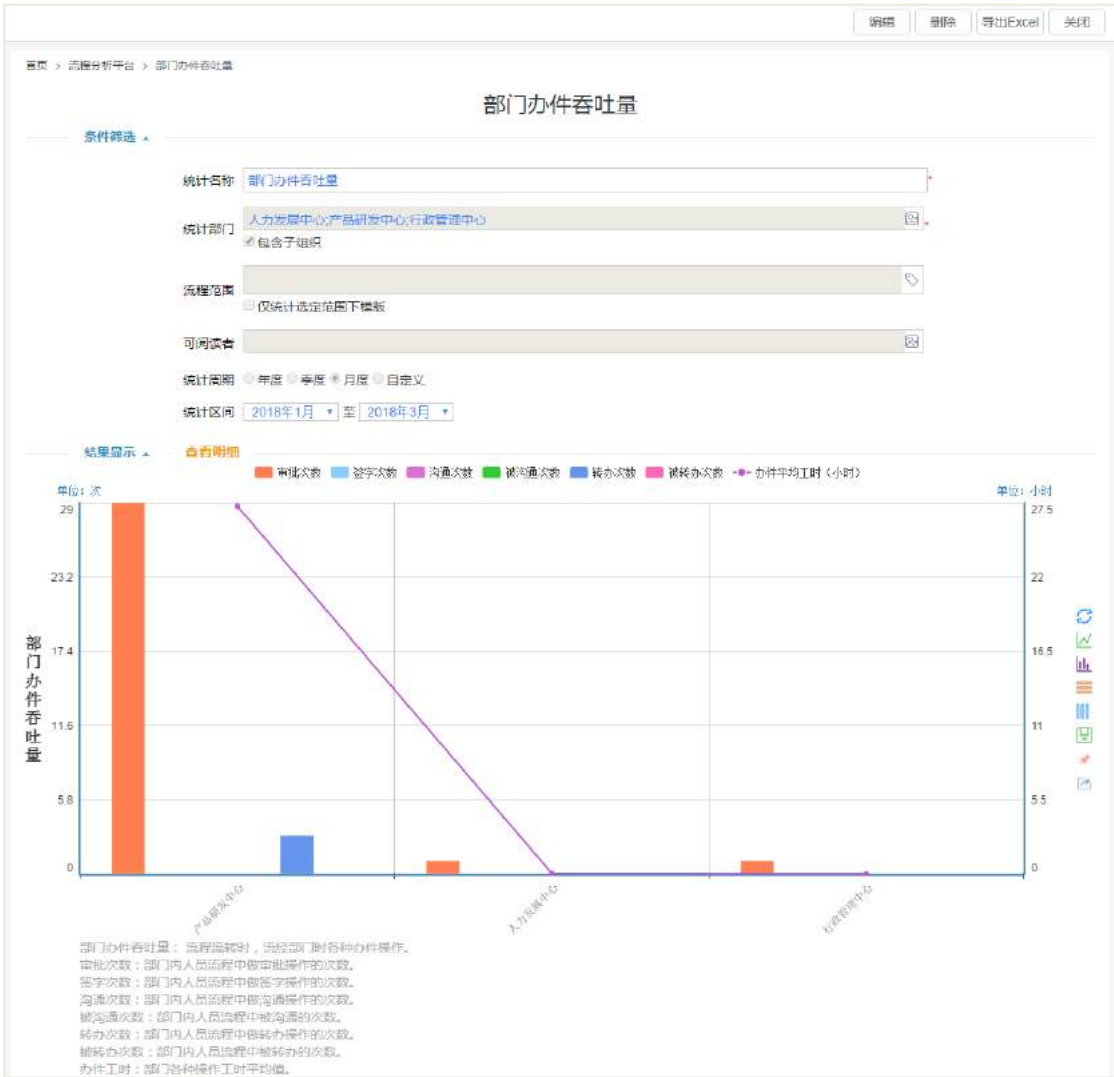 编辑 删除 导出Excel 关闭
首页 > 流程分析平台 > 部门办件吞吐量
部门办件吞吐量
条件筛选
统计名称 部门办件吞吐量 *
统计部门 人力发展中心;产品研发中心;行政管理中心 *
包含子组织
流程范围
仅统计选定范围下模版
可阅读者
统计周期 年度 季度 月度 自定义
统计区间 2018年1月 至 2018年3月
结果显示 查看明细
审批次数 签字次数 沟通次数 被沟通次数 转办次数 被转办次数 办件平均工时（小时）
单位：次 单位：小时
29 27.5
23.2 22
17.4 16.5
11.6 11
5.8 5.5
0 0
部门办件吞吐量
产品研发中心 人力发展中心 行政管理中心
部门办件吞吐量：流程流转时，流经部门时各种办件操作。
审批次数：部门内人员流程中做审批操作的次数。
签字次数：部门内人员流程中做签字操作的次数。
沟通次数：部门内人员流程中做沟通操作的次数。
被沟通次数：部门内人员流程中被沟通的次数。
转办次数：部门内人员流程中做转办操作的次数。
被转办次数：部门内人员流程中被转办的次数。
办件工时：部门各种操作工时平均值。